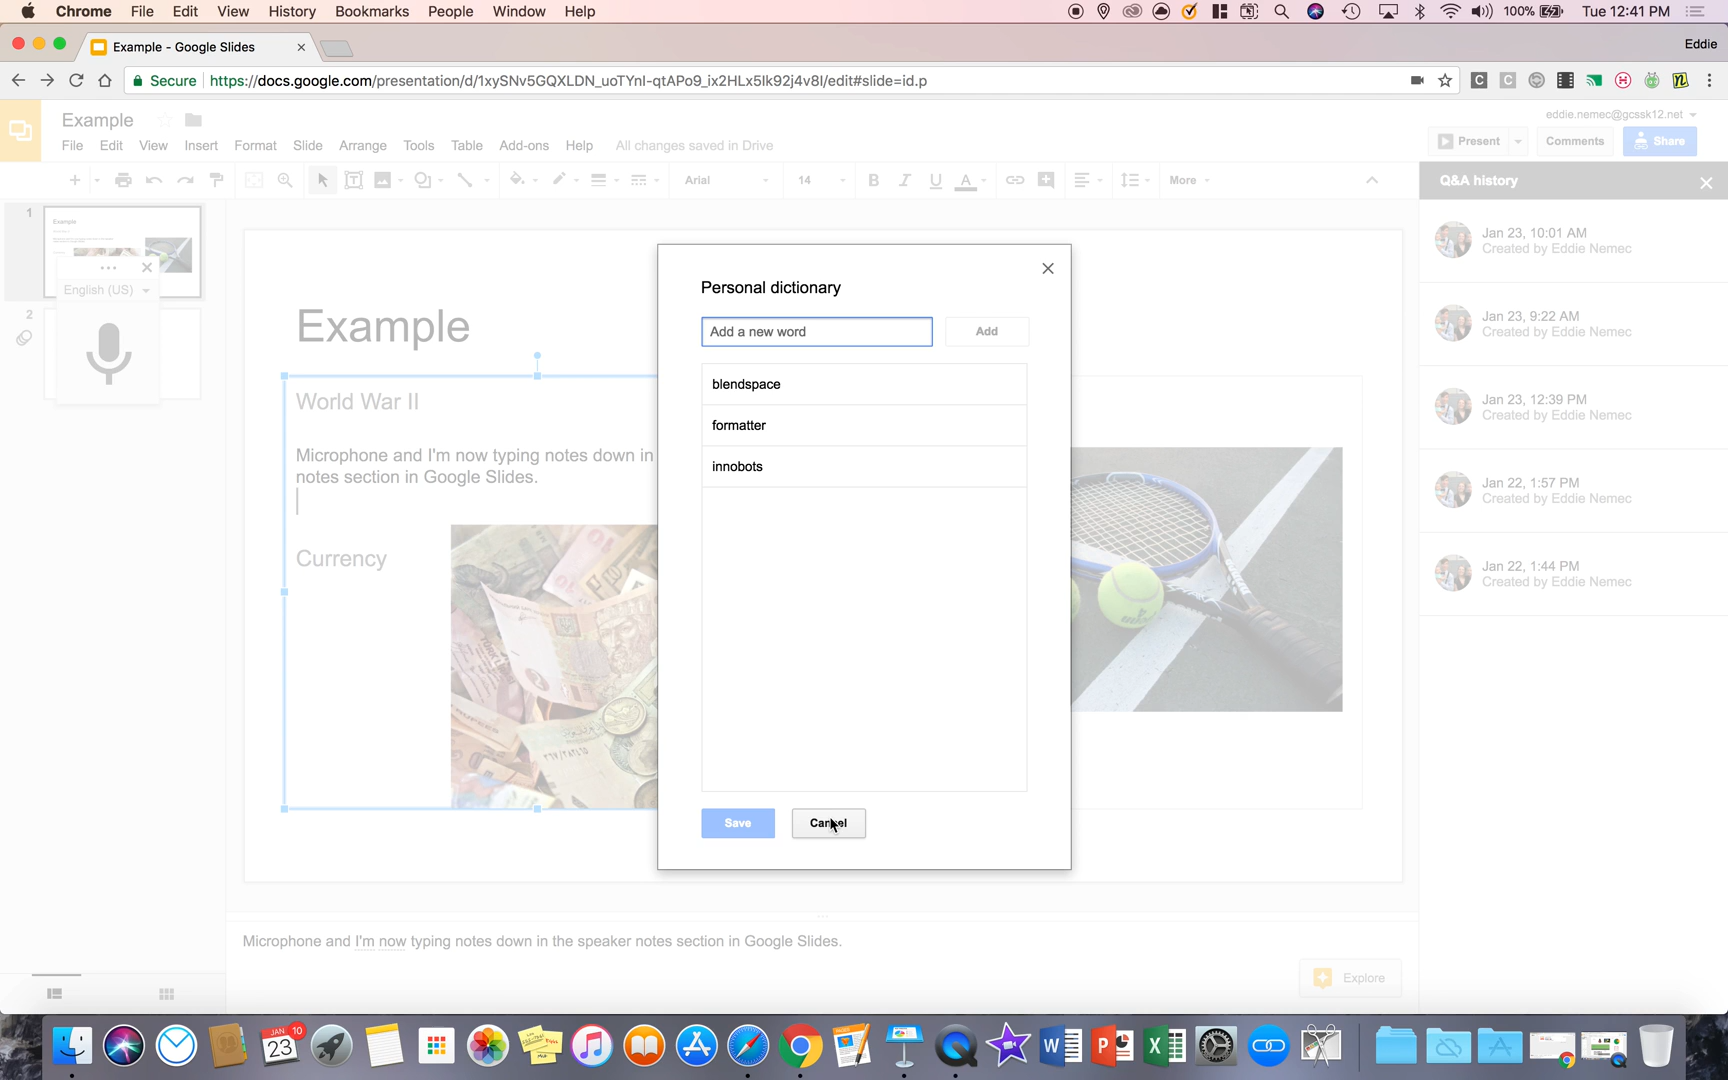 Chrome File Edit View History Bookmarks People Window Help 100% Tue 12:41 PM
Example - Google Slides Eddie
Secure https://docs.google.com/presentation/d/1xySNv5GQXLDN_uoTYnI-qtAPo9_ix2HLx5Ik92j4v8I/edit#slide=id.p
Example
eddie.nemec@gcssk12.net
File Edit View Insert Format Slide Arrange Tools Table Add-ons Help All changes saved in Drive
Present Comments Share
Arial 14 B I U A More
Q&A history
1
English (US)
2
Example
World War II
Microphone and I'm now typing notes down in
notes section in Google Slides.
Currency
Personal dictionary
Add a new word Add
blendspace
formatter
innobots
Save Cancel
Jan 23, 10:01 AM
Created by Eddie Nemec
Jan 23, 9:22 AM
Created by Eddie Nemec
Jan 23, 12:39 PM
Created by Eddie Nemec
Jan 22, 1:57 PM
Created by Eddie Nemec
Jan 22, 1:44 PM
Created by Eddie Nemec
Microphone and I'm now typing notes down in the speaker notes section in Google Slides.
Explore
JAN 10
23